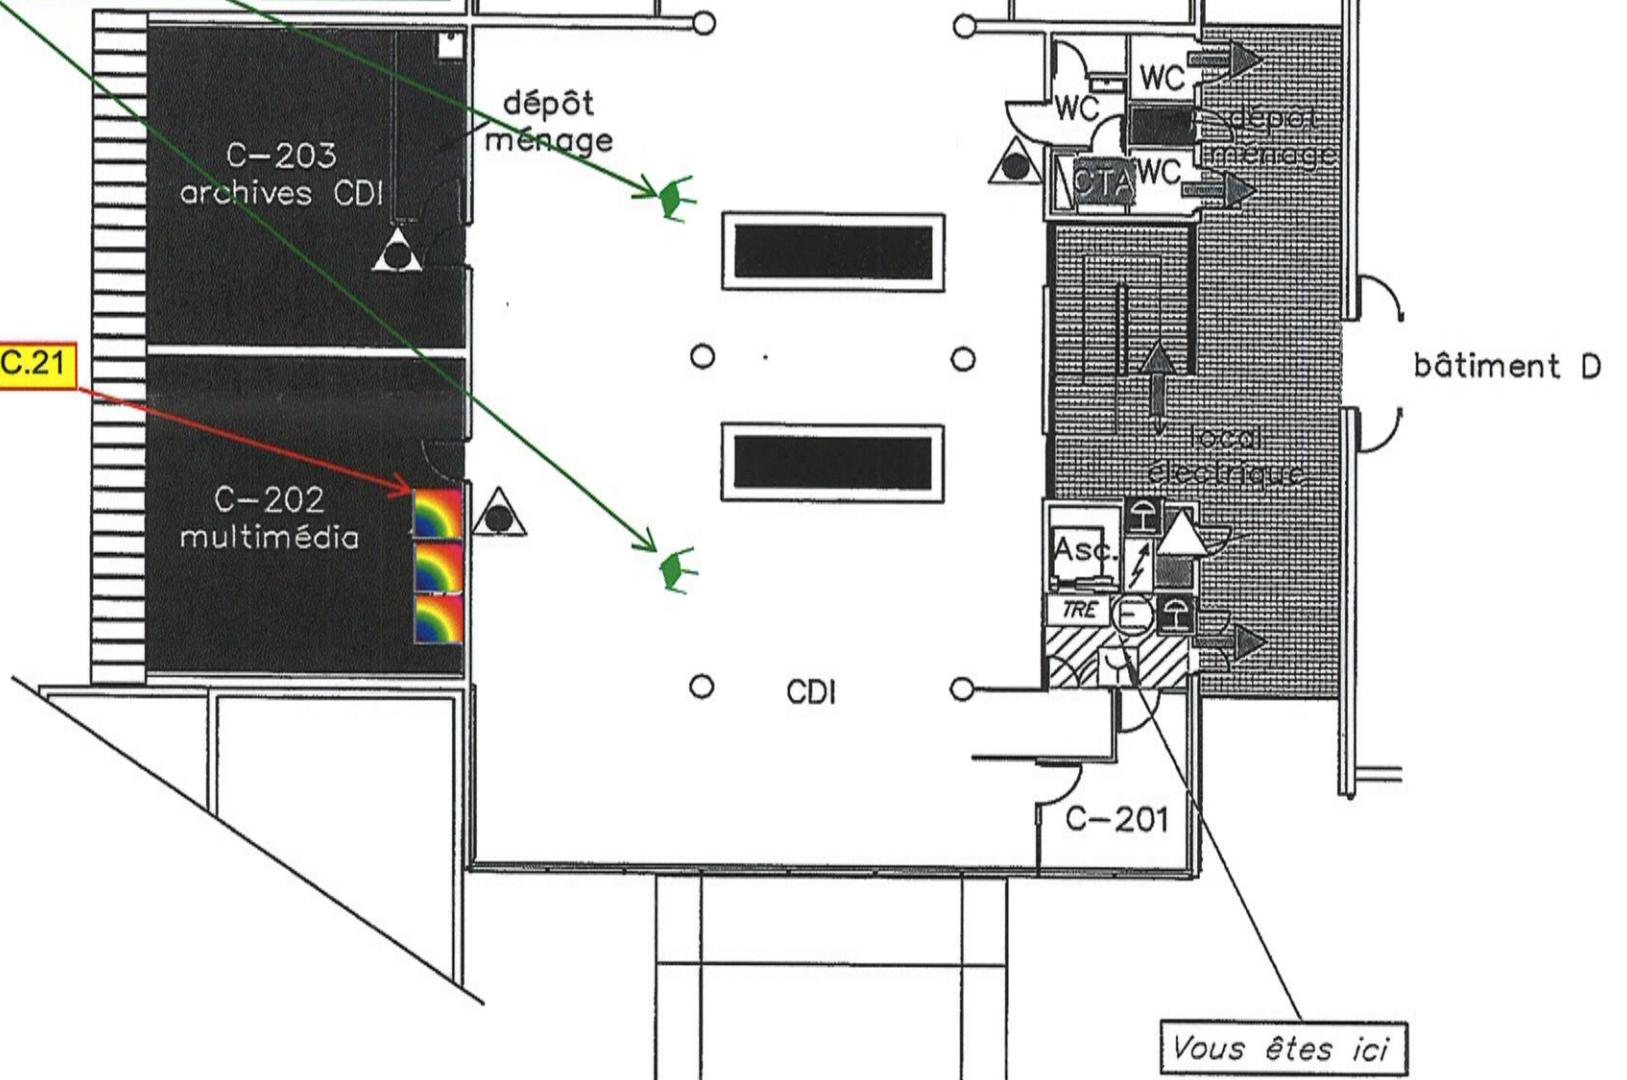 dépôt
ménage
C-203
archives CDI
WC
WC
dépôt
ménage
CTA
WC
C.21
bâtiment D
local
électrique
C-202
multimédia
Asc.
TRE
E
CDI
C-201
Vous êtes ici